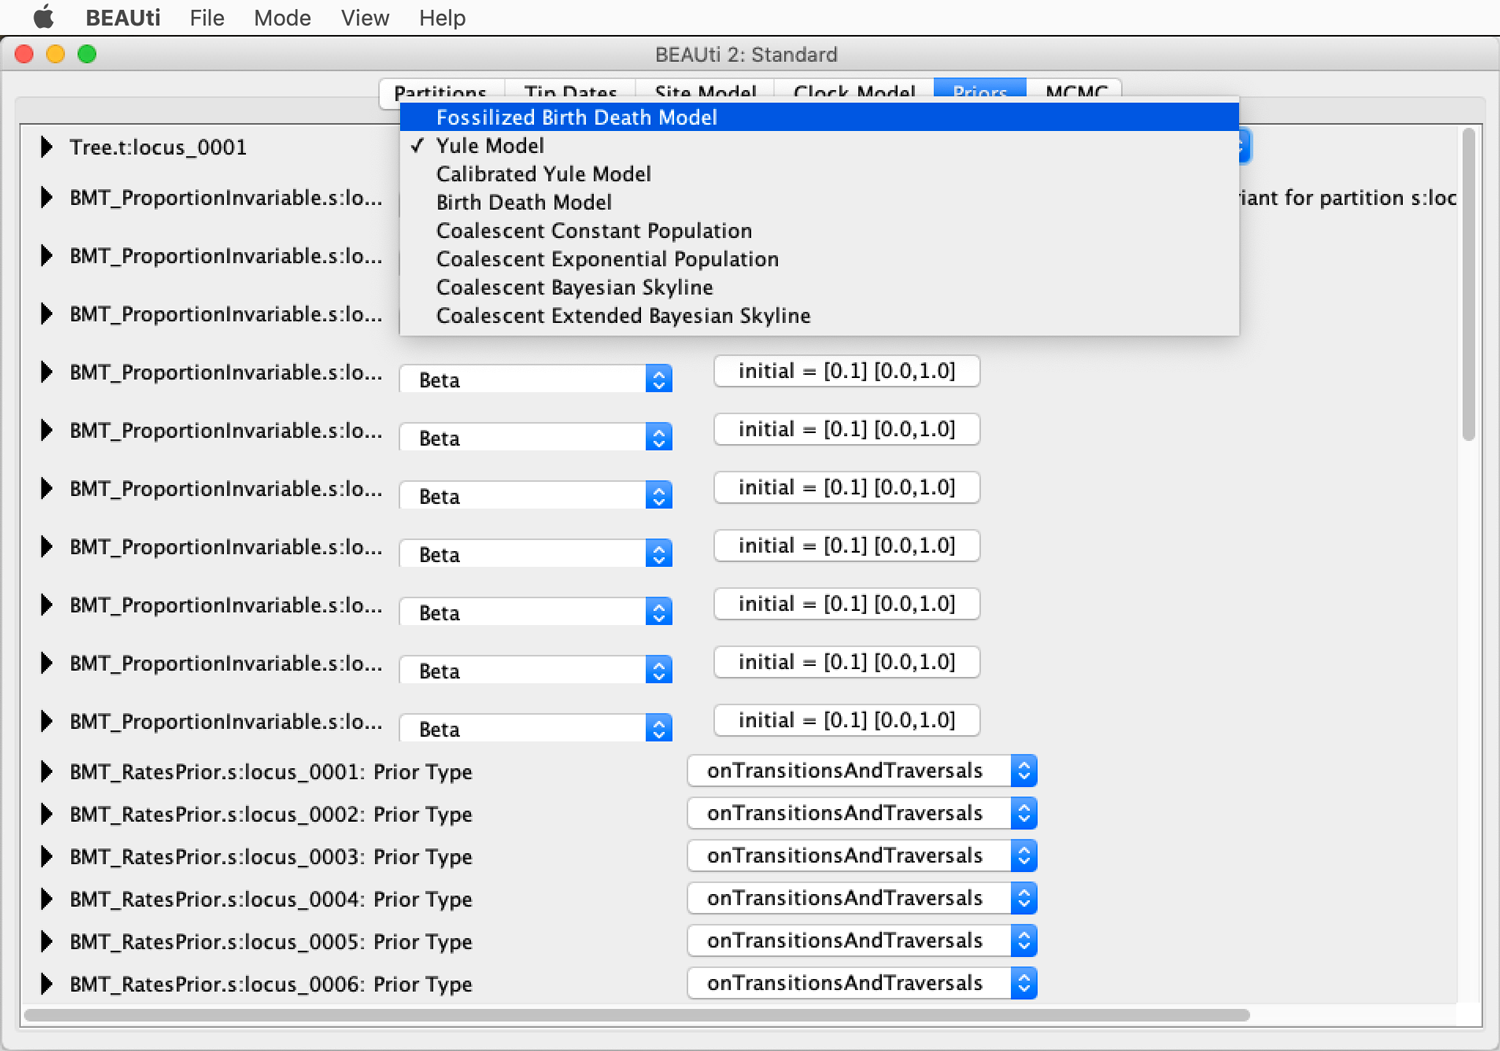 BEAUti File Mode View Help
BEAUti 2: Standard
Partitions Tip Dates Site Model Clock Model Priors MCMC
Fossilized Birth Death Model
Tree.t:locus_0001
✓ Yule Model
Calibrated Yule Model
BMT_ProportionInvariable.s:lo... iant for partition s:loc
Birth Death Model
Coalescent Constant Population
BMT_ProportionInvariable.s:lo...
Coalescent Exponential Population
Coalescent Bayesian Skyline
BMT_ProportionInvariable.s:lo...
Coalescent Extended Bayesian Skyline
BMT_ProportionInvariable.s:lo... Beta initial = [0.1] [0.0,1.0]
BMT_ProportionInvariable.s:lo... Beta initial = [0.1] [0.0,1.0]
BMT_ProportionInvariable.s:lo... Beta initial = [0.1] [0.0,1.0]
BMT_ProportionInvariable.s:lo... Beta initial = [0.1] [0.0,1.0]
BMT_ProportionInvariable.s:lo... Beta initial = [0.1] [0.0,1.0]
BMT_ProportionInvariable.s:lo... Beta initial = [0.1] [0.0,1.0]
BMT_ProportionInvariable.s:lo... Beta initial = [0.1] [0.0,1.0]
BMT_RatesPrior.s:locus_0001: Prior Type onTransitionsAndTraversals
BMT_RatesPrior.s:locus_0002: Prior Type onTransitionsAndTraversals
BMT_RatesPrior.s:locus_0003: Prior Type onTransitionsAndTraversals
BMT_RatesPrior.s:locus_0004: Prior Type onTransitionsAndTraversals
BMT_RatesPrior.s:locus_0005: Prior Type onTransitionsAndTraversals
BMT_RatesPrior.s:locus_0006: Prior Type onTransitionsAndTraversals